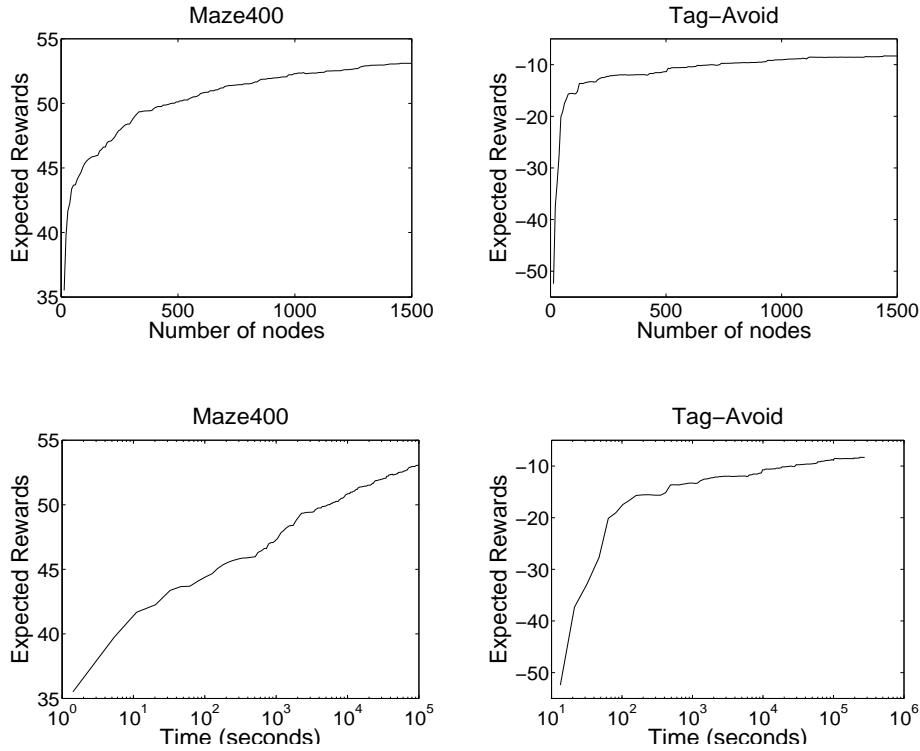 Maze400
55
50
45
40
35
Expected Rewards
0 500 1000 1500
Number of nodes
Tag−Avoid
−10
−20
−30
−40
−50
Expected Rewards
0 500 1000 1500
Number of nodes
Maze400
55
50
45
40
35
Expected Rewards
10^0 10^1 10^2 10^3 10^4 10^5
Time (seconds)
Tag−Avoid
−10
−20
−30
−40
−50
Expected Rewards
10^1 10^2 10^3 10^4 10^5 10^6
Time (seconds)